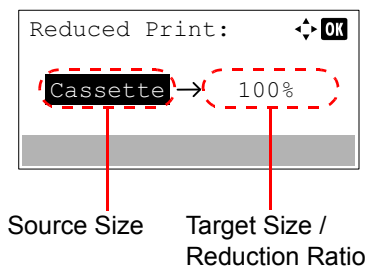 Reduced Print: OK
Cassette → 100%
Source Size
Target Size /
Reduction Ratio